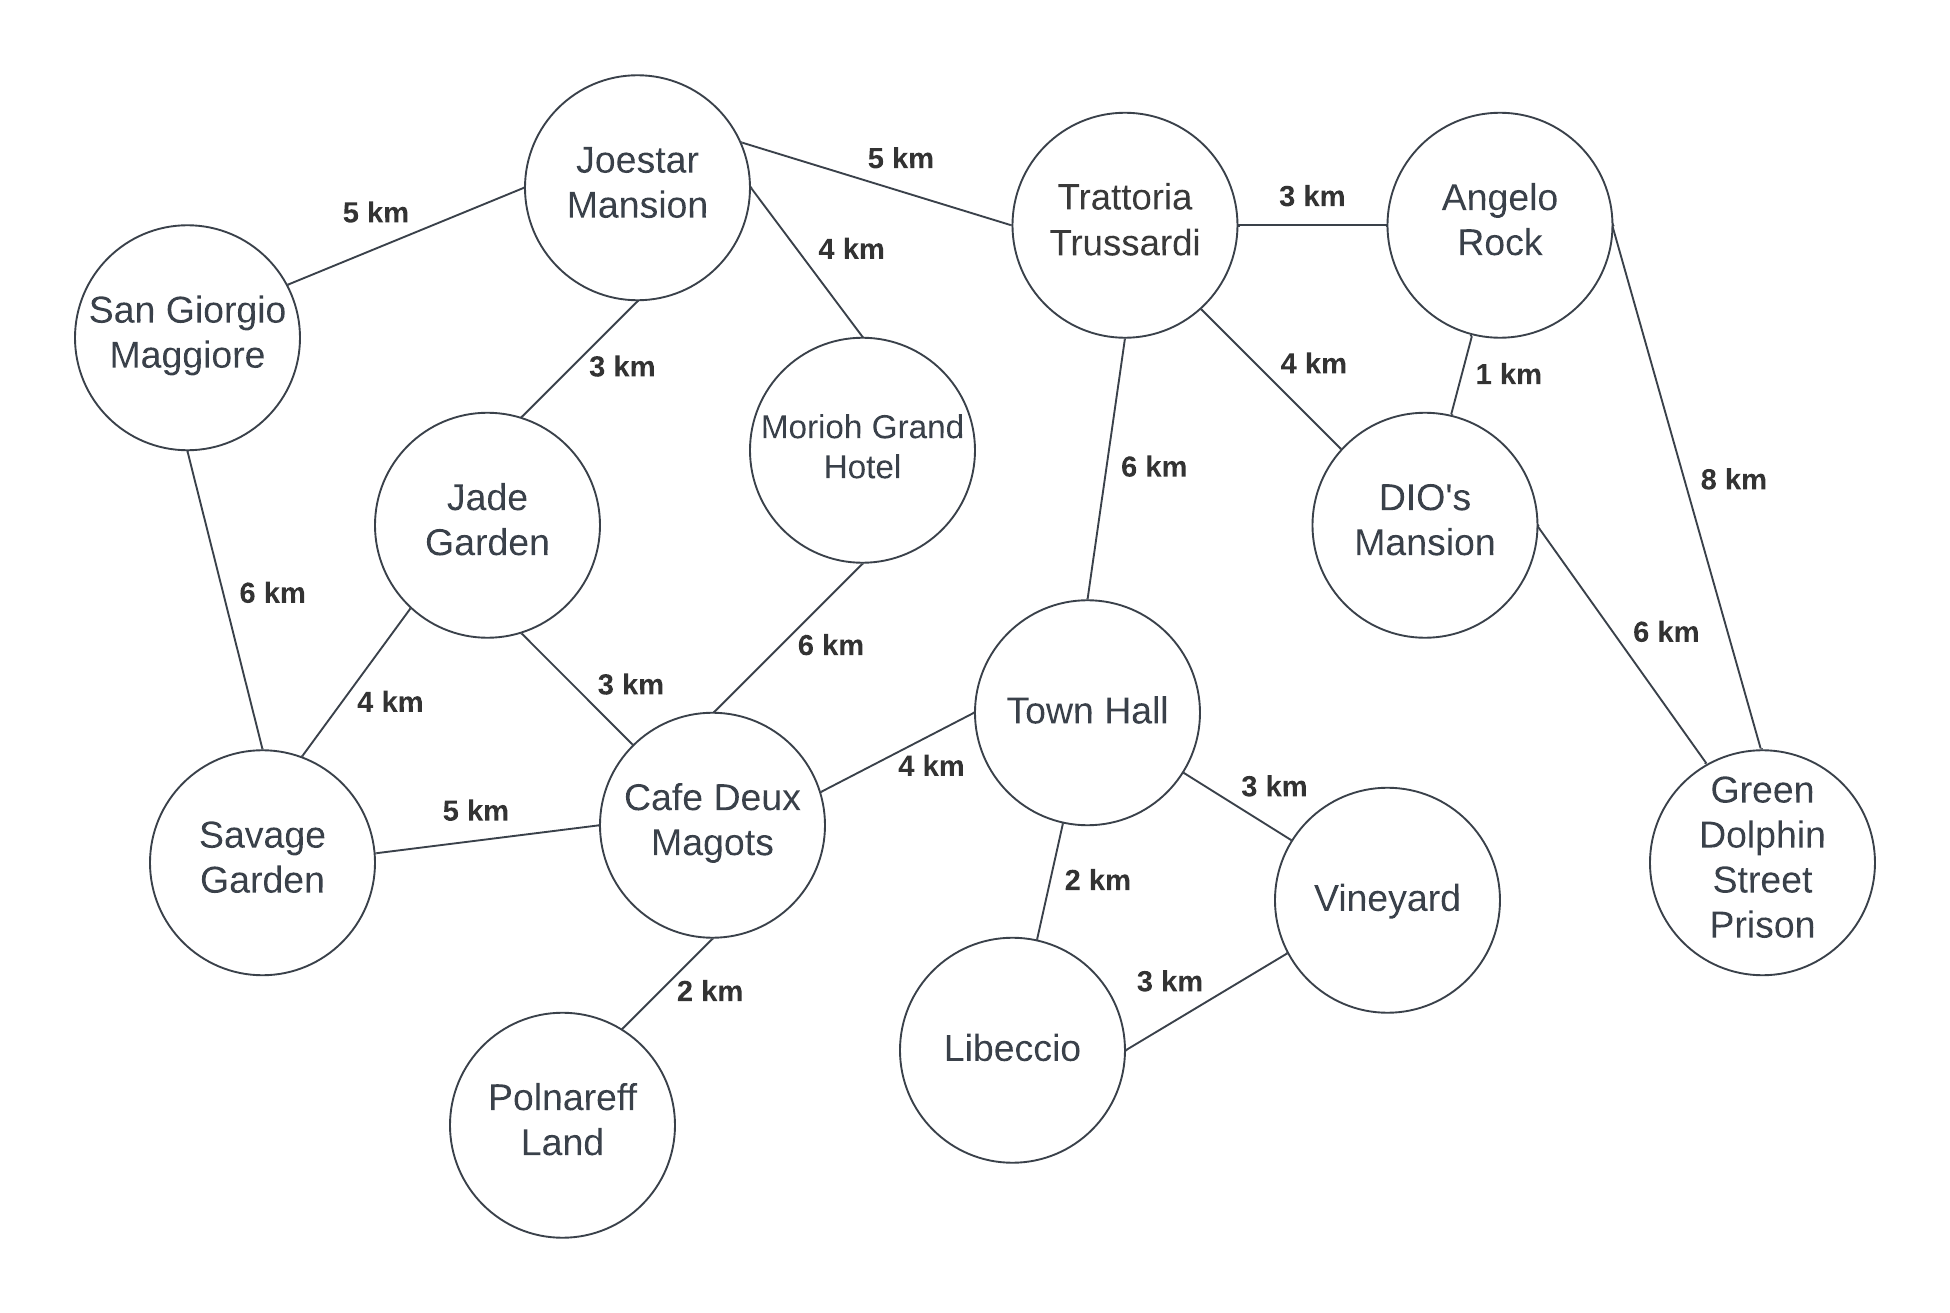 Joestar
Mansion
5 km
Trattoria
Trussardi
3 km
Angelo
Rock
5 km
4 km
San Giorgio
Maggiore
3 km
4 km
1 km
Morioh Grand
Hotel
6 km
8 km
Jade
Garden
DIO's
Mansion
6 km
6 km
6 km
3 km
4 km
Town Hall
4 km
3 km
5 km
Cafe Deux
Magots
Savage
Garden
Green
Dolphin
Street
Prison
2 km
Vineyard
2 km
3 km
Libeccio
Polnareff
Land